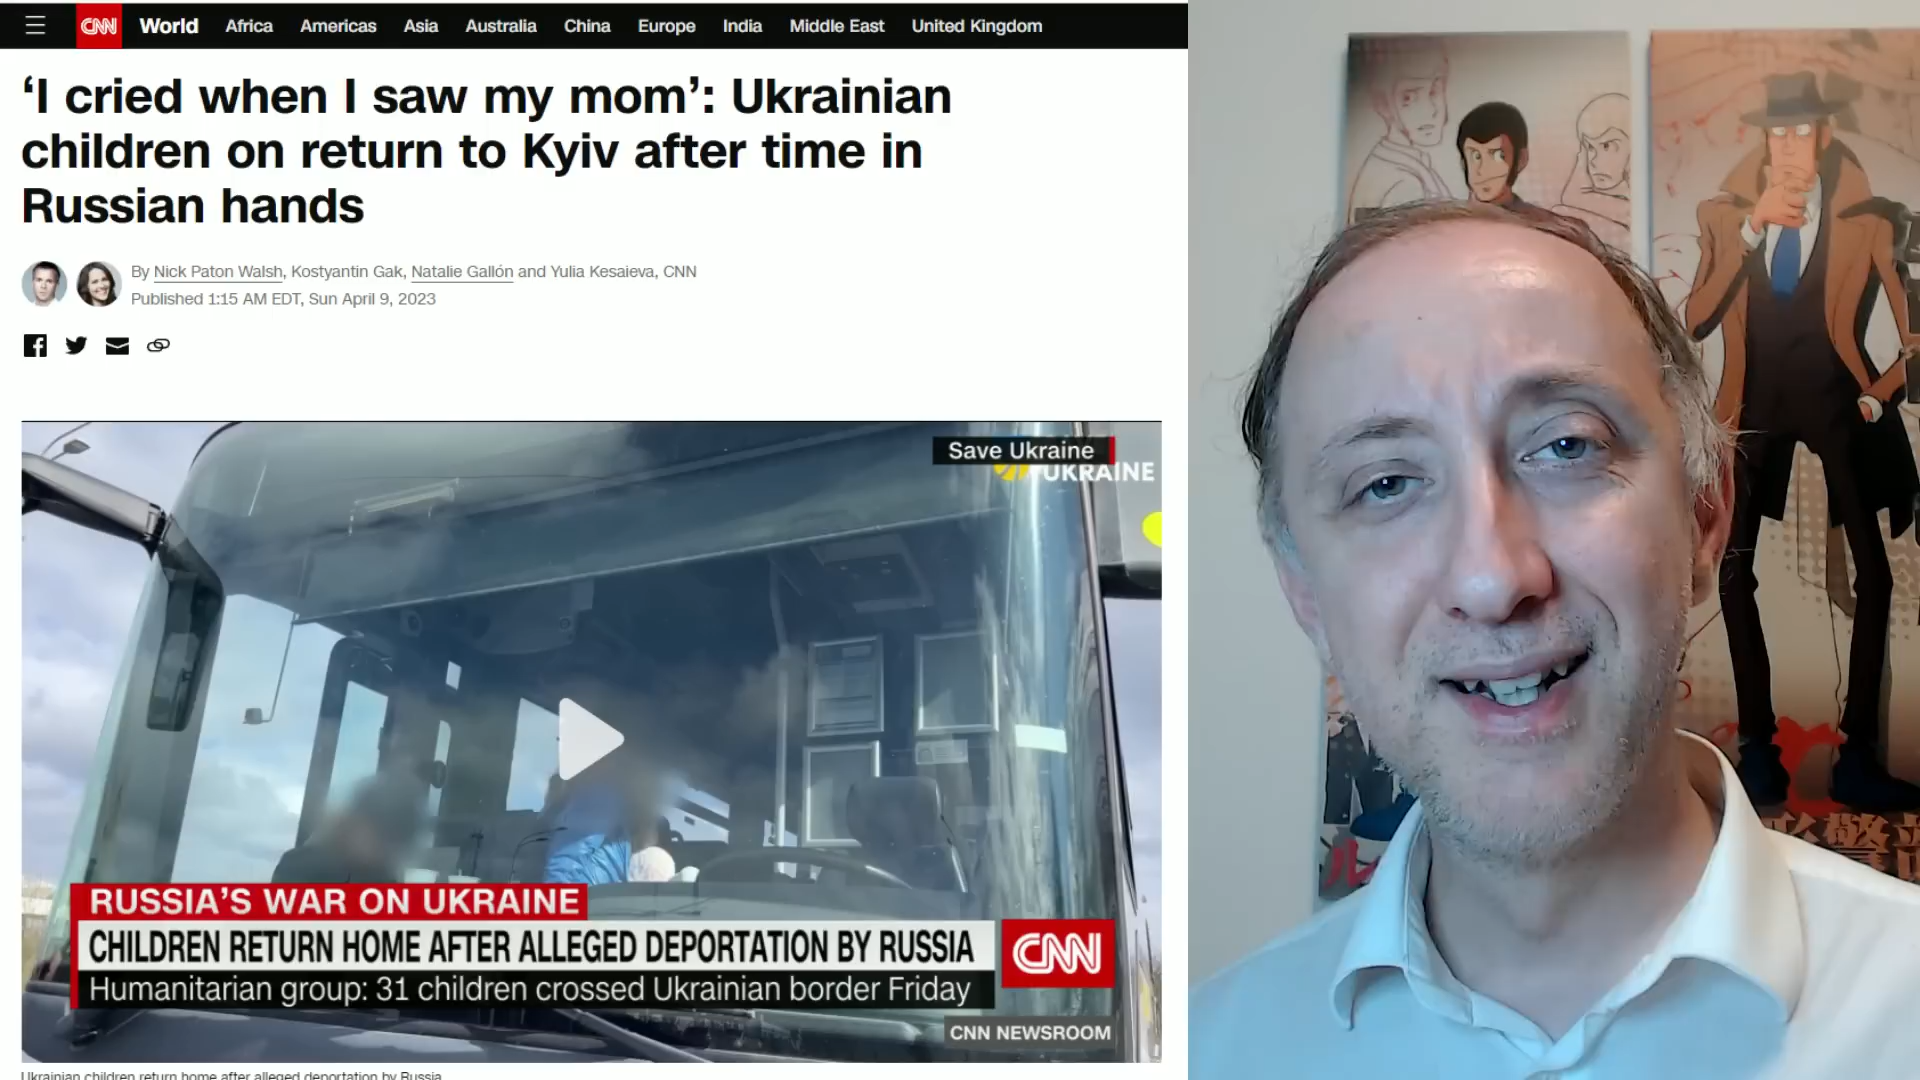 CNN World Africa Americas Asia Australia China Europe India Middle East United Kingdom
‘I cried when I saw my mom’: Ukrainian
children on return to Kyiv after time in
Russian hands
By Nick Paton Walsh, Kostyantin Gak, Natalie Gallón and Yulia Kesaieva, CNN
Published 1:15 AM EDT, Sun April 9, 2023
Save Ukraine
UKRAINE
RUSSIA'S WAR ON UKRAINE
CHILDREN RETURN HOME AFTER ALLEGED DEPORTATION BY RUSSIA
Humanitarian group: 31 children crossed Ukrainian border Friday
CNN
CNN NEWSROOM
Ukrainian children return home after alleged deportation by Russia